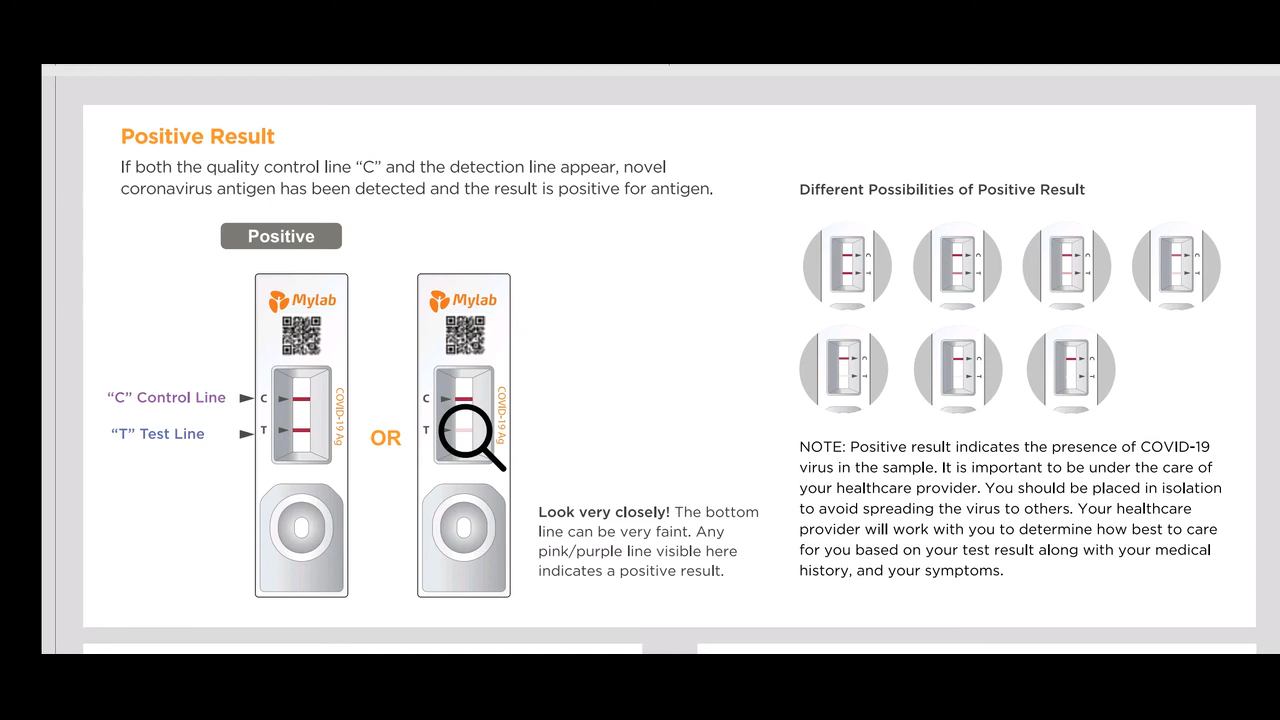 Positive Result
If both the quality control line “C” and the detection line appear, novel
coronavirus antigen has been detected and the result is positive for antigen.
Positive
Mylab
Mylab
“C” Control Line
C
C
“T” Test Line
T
T
COVID-19 Ag
COVID-19 Ag
OR
Look very closely! The bottom
line can be very faint. Any
pink/purple line visible here
indicates a positive result.
Different Possibilities of Positive Result
C
T
C
T
C
T
C
T
C
T
C
T
C
T
NOTE: Positive result indicates the presence of COVID-19
virus in the sample. It is important to be under the care of
your healthcare provider. You should be placed in isolation
to avoid spreading the virus to others. Your healthcare
provider will work with you to determine how best to care
for you based on your test result along with your medical
history, and your symptoms.